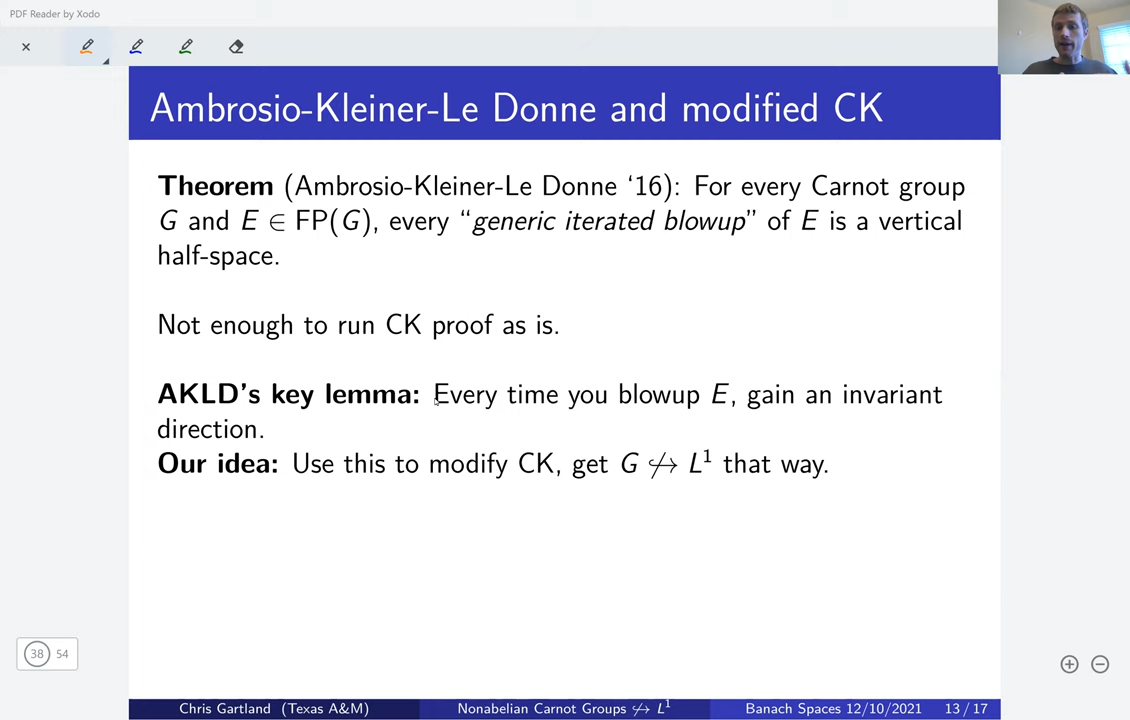 PDF Reader by Xodo
Ambrosio-Kleiner-Le Donne and modified CK
Theorem (Ambrosio-Kleiner-Le Donne ‘16): For every Carnot group
G and E ∈ FP(G), every “generic iterated blowup” of E is a vertical
half-space.
Not enough to run CK proof as is.
AKLD's key lemma: Every time you blowup E, gain an invariant
direction.
Our idea: Use this to modify CK, get G ↪̸ L¹ that way.
38 54
Chris Gartland (Texas A&M) Nonabelian Carnot Groups ↪̸ L¹ Banach Spaces 12/10/2021 13 / 17